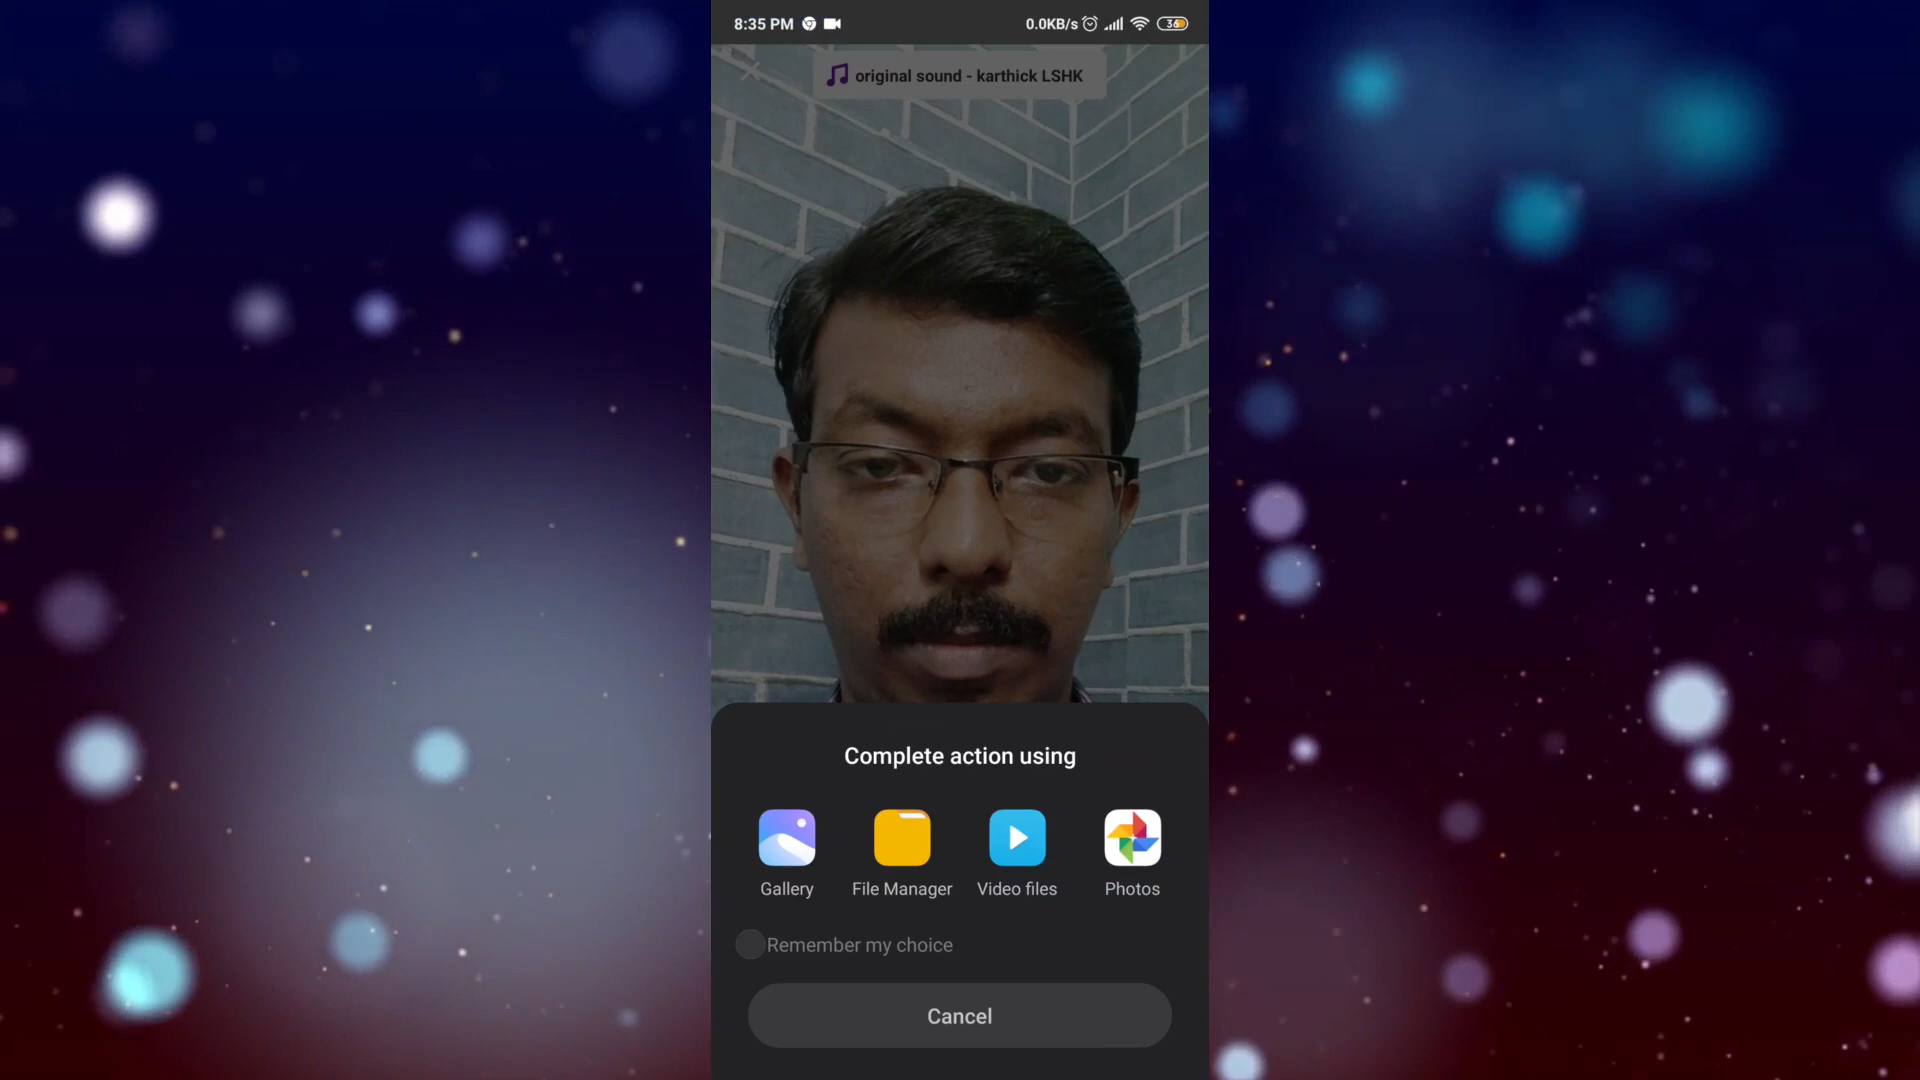 8:35 PM 0.0KB/s 36
original sound - karthick LSHK
Complete action using
Gallery File Manager Video files Photos
Remember my choice
Cancel